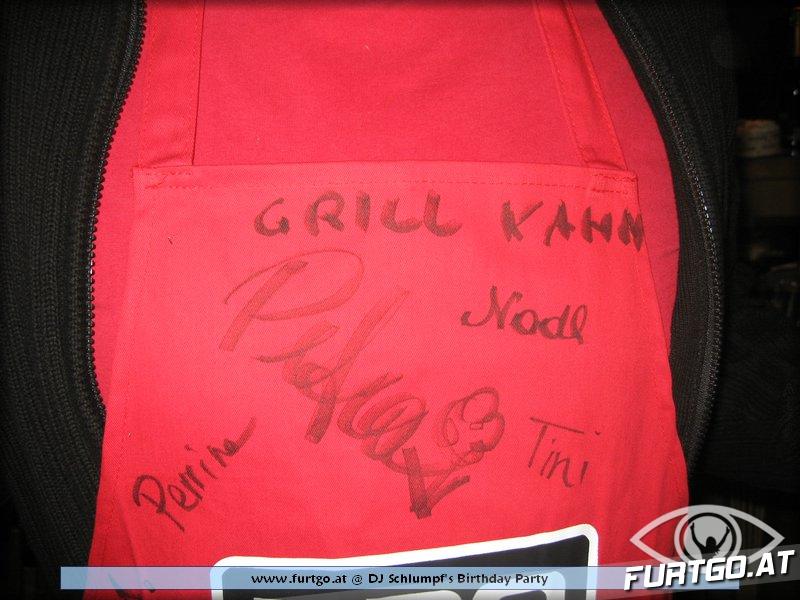 GRILL KAHN
Nadl
Perrine
Tini
www.furtgo.at @ DJ Schlumpf's Birthday Party
FURTGO.AT